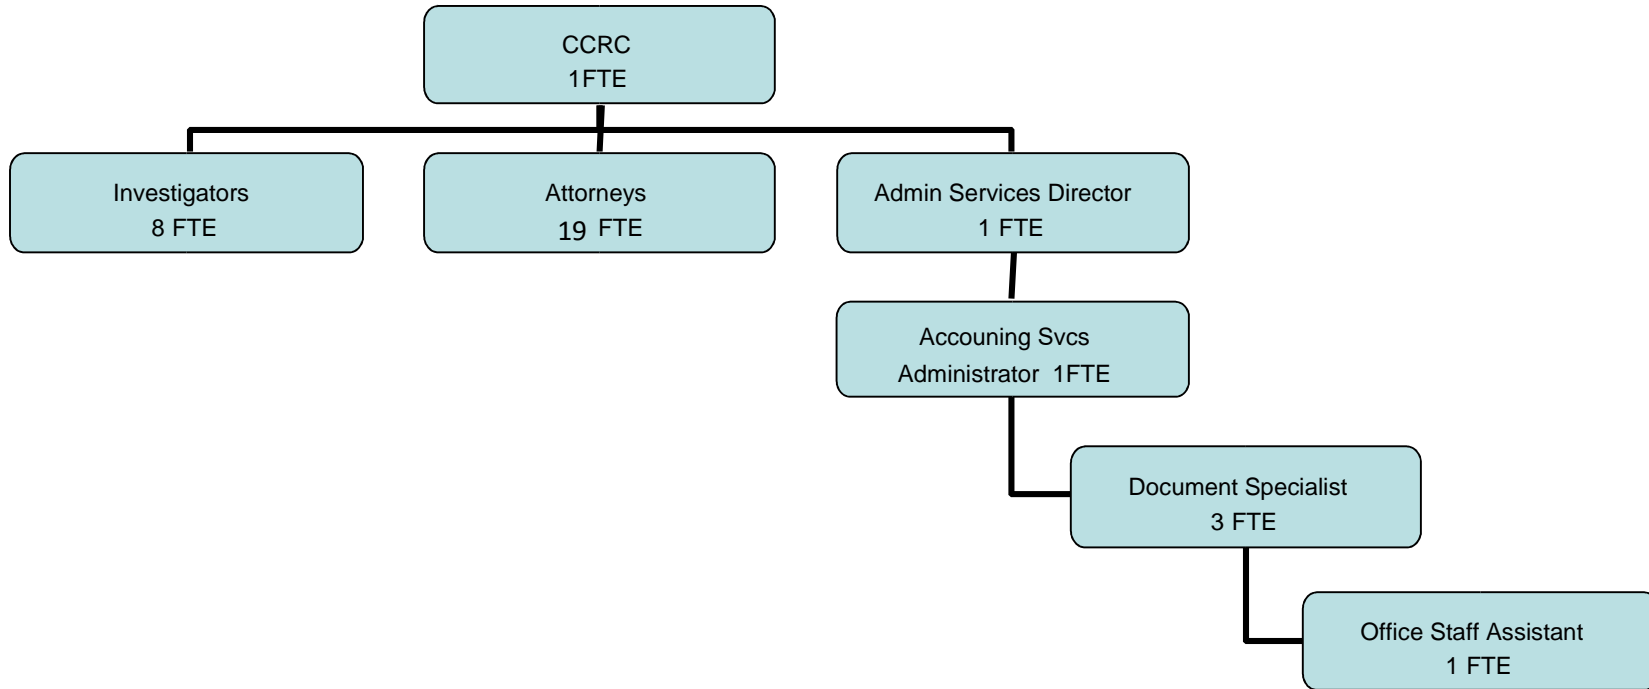 CCRC
1FTE
Investigators
8 FTE
Attorneys
19 FTE
Admin Services Director
1 FTE
Accouning Svcs
Administrator 1FTE
Document Specialist
3 FTE
Office Staff Assistant
1 FTE